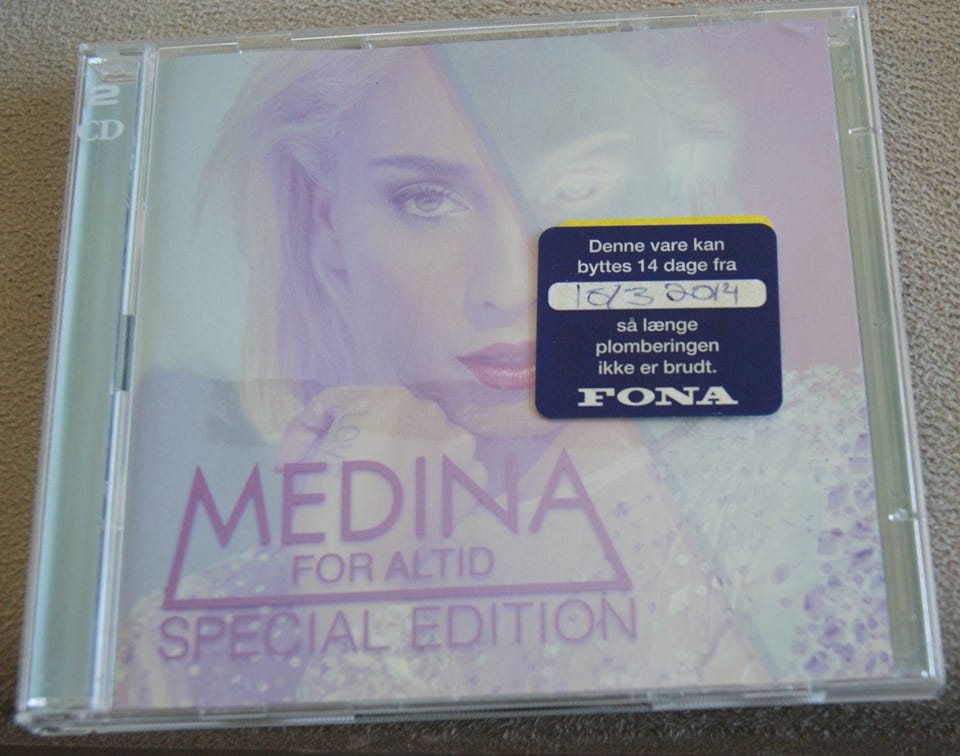 2
CD
Denne vare kan
byttes 14 dage fra
15/3 2014
så længe
plomberingen
ikke er brudt.
FONA
MEDINA
FOR ALTID
SPECIAL EDITION